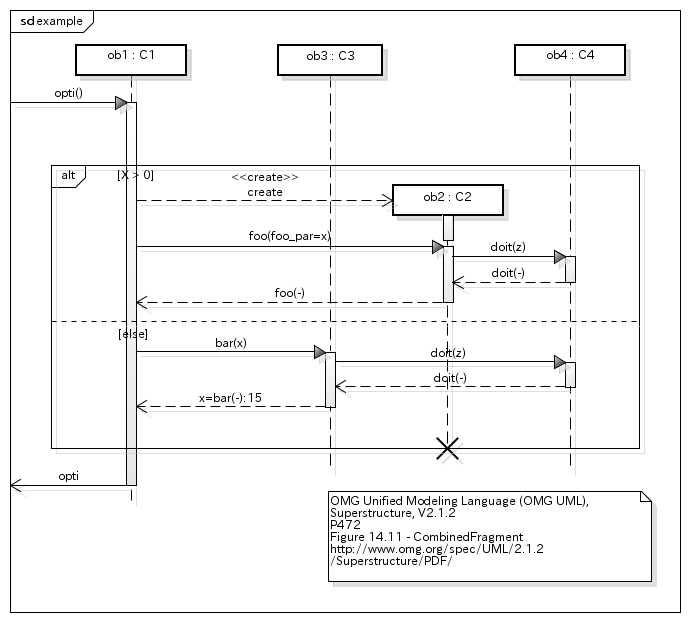 sd example
ob1 : C1
ob3 : C3
ob4 : C4
opti()
alt
[X > 0]
<<create>>
create
ob2 : C2
foo(foo_par=x)
doit(z)
doit(-)
foo(-)
[else]
bar(x)
doit(z)
doit(-)
x=bar(-):15
opti
OMG Unified Modeling Language (OMG UML),
Superstructure, V2.1.2
P472
Figure 14.11 - CombinedFragment
http://www.omg.org/spec/UML/2.1.2
/Superstructure/PDF/